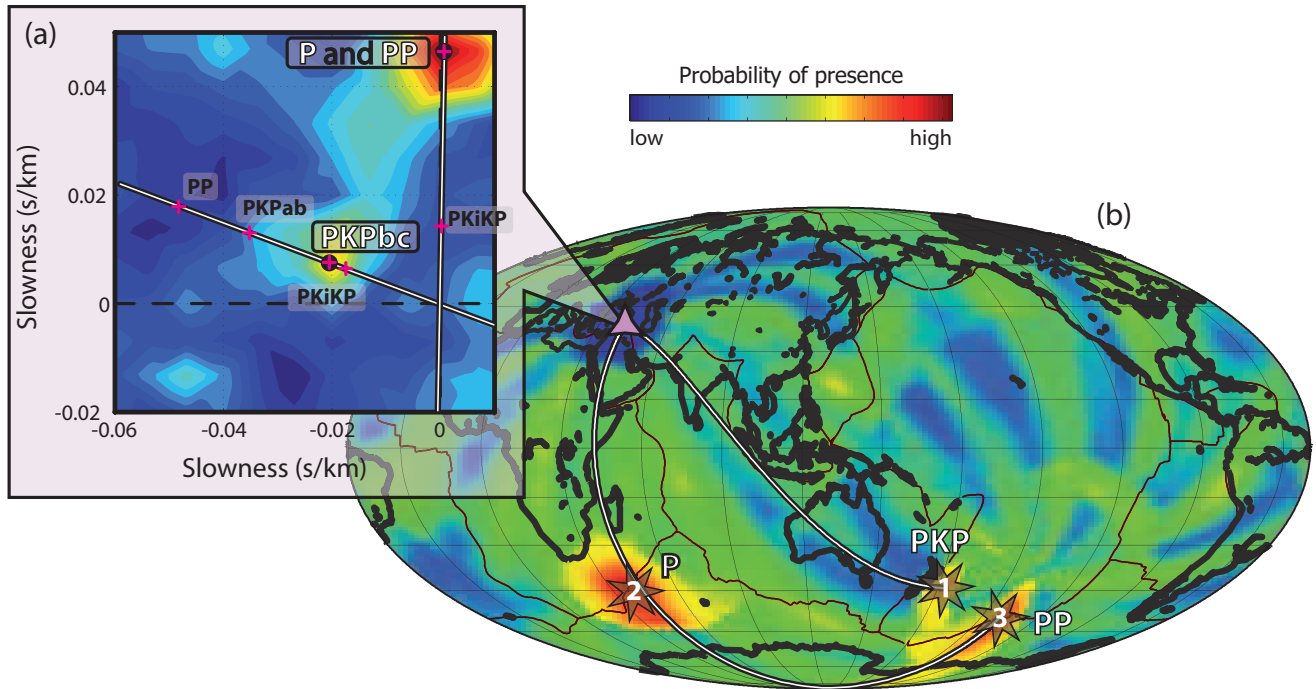 (a)
P and PP
0.04
PP
0.02
PKPab
PKiKP
PKPbc
0
PKiKP
-0.02
-0.06
-0.04
-0.02
0
Slowness (s/km)
Slowness (s/km)
Probability of presence
low
high
(b)
P
2
PKP
1
3
PP